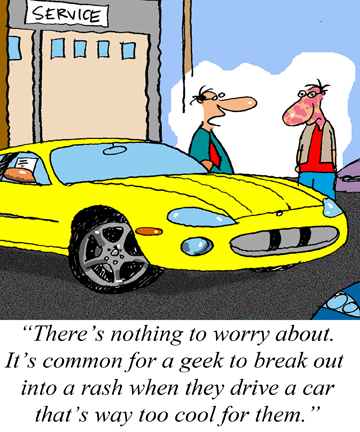 SERVICE
“There’s nothing to worry about.
It’s common for a geek to break out
into a rash when they drive a car
that’s way too cool for them.”